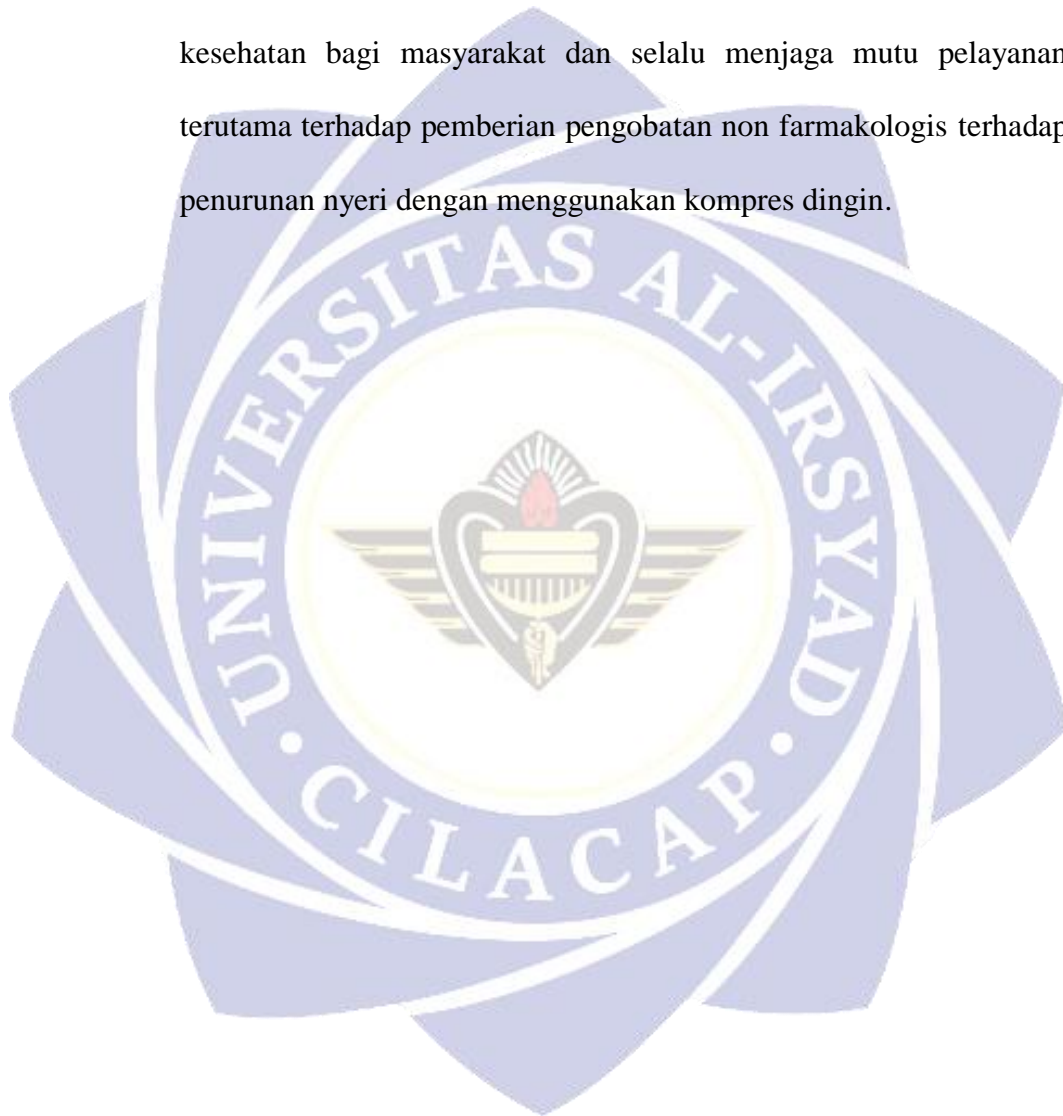 kesehatan bagi masyarakat dan selalu menjaga mutu pelayanan
terutama terhadap pemberian pengobatan non farmakologis terhadap
penurunan nyeri dengan menggunakan kompres dingin.
UNIVERSITAS AL-IRSYAD
• CILACAP •